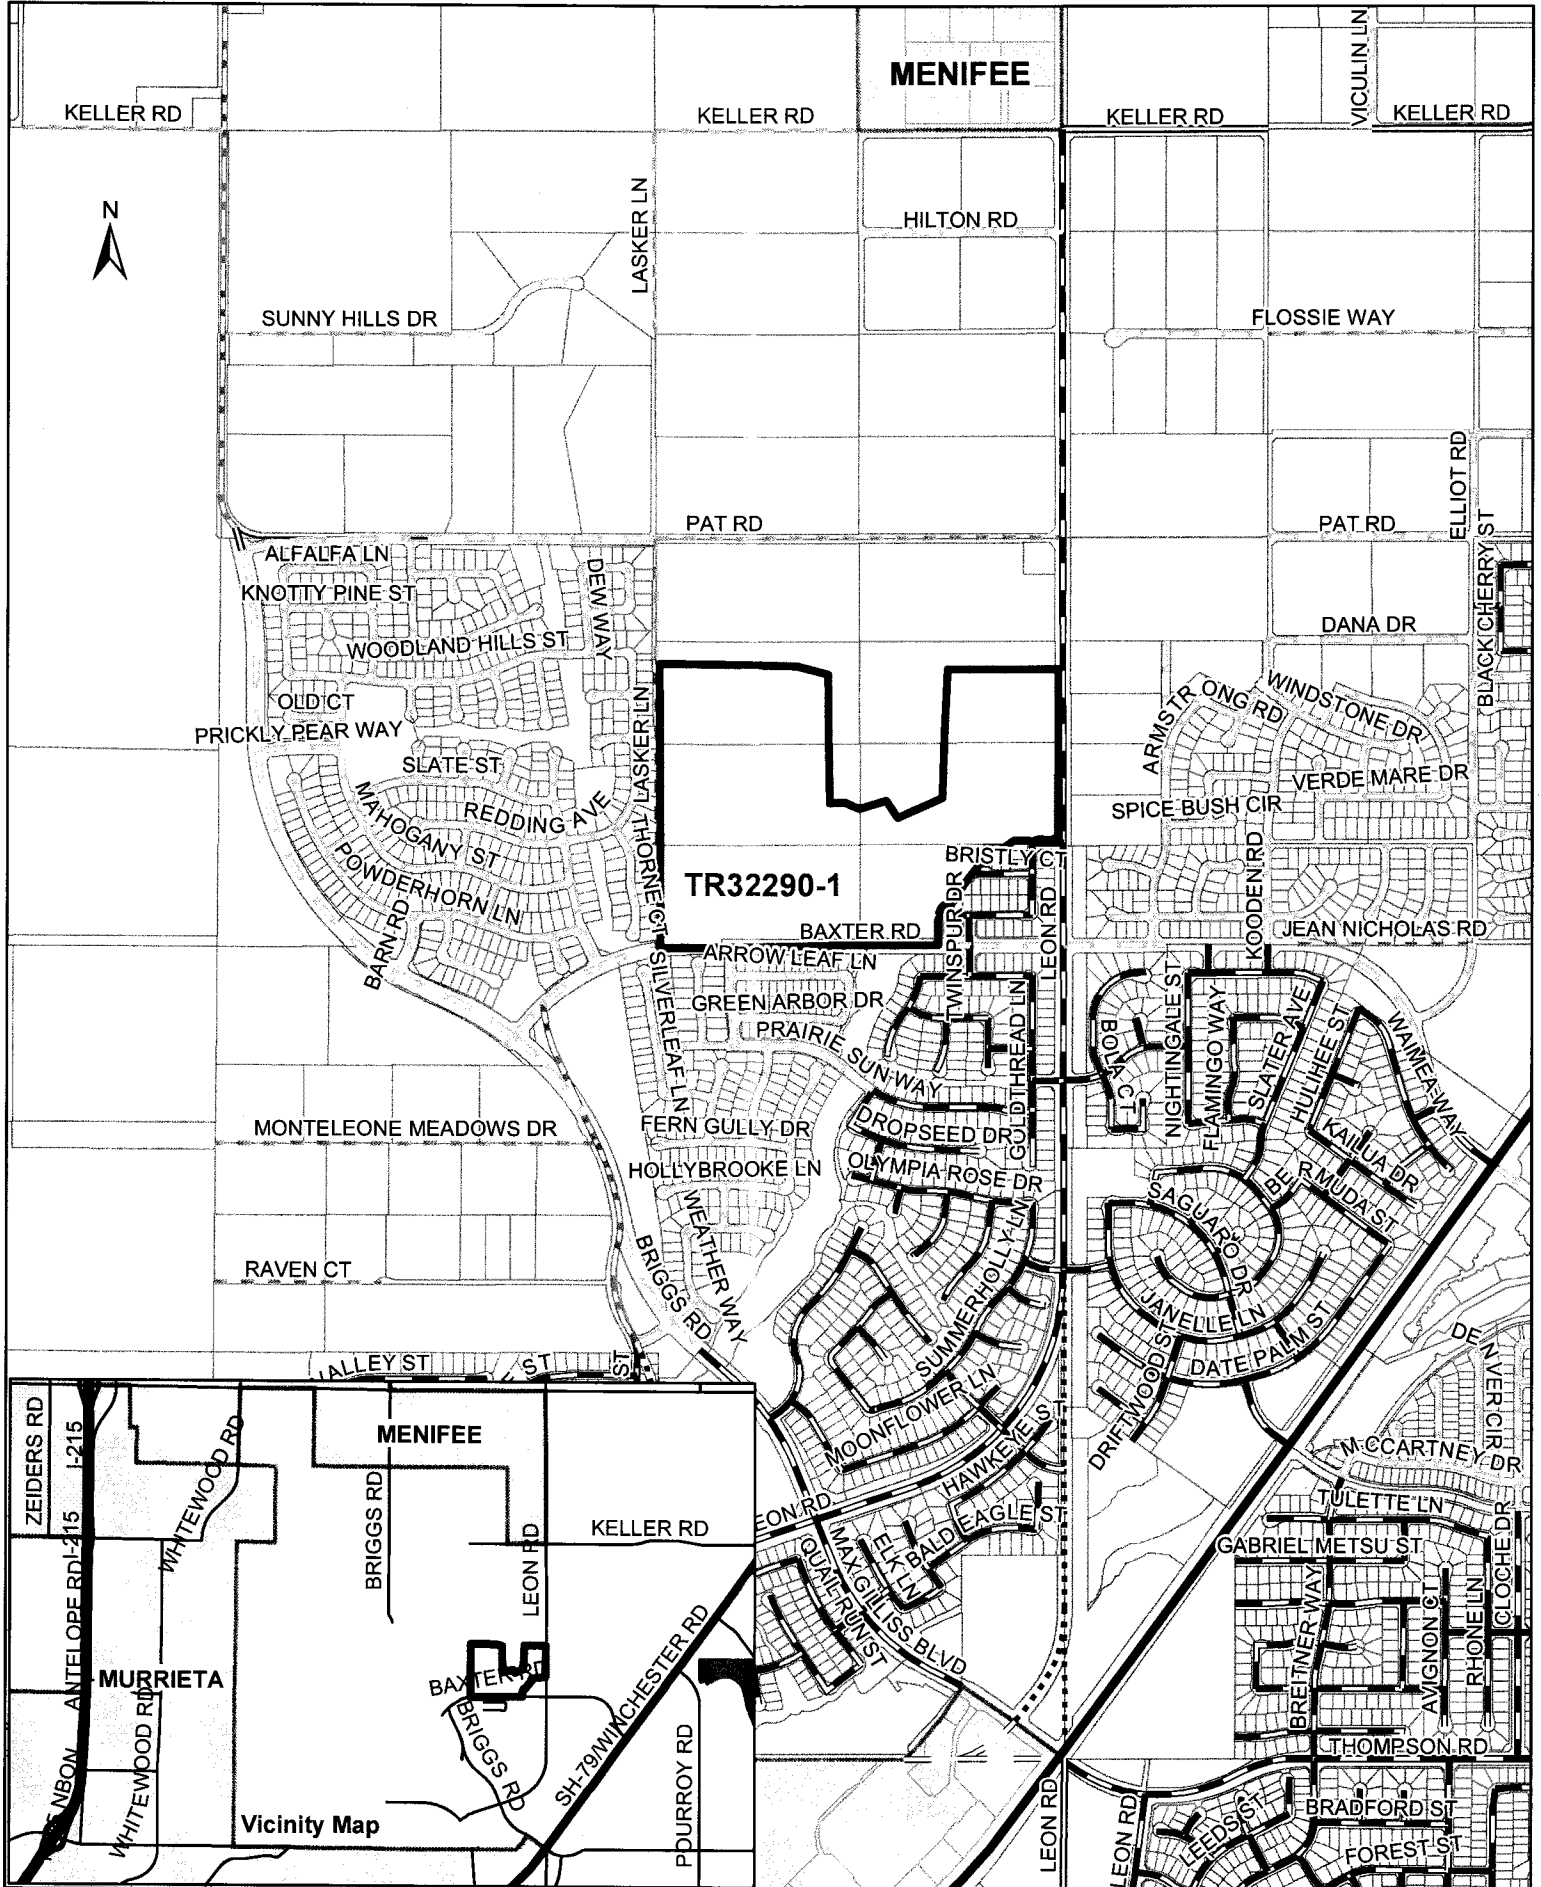 MENIFEE
VICULIN LN
KELLER RD
KELLER RD
KELLER RD
KELLER RD
N
LASKER LN
HILTON RD
SUNNY HILLS DR
FLOSSIE WAY
ELLIOT RD
PAT RD
PAT RD
BLACK CHERRY ST
ALFALFA LN
KNOTTY PINE ST
DEW WAY
WOODLAND HILLS ST
DANA DR
OLD CT
PRICKLY PEAR WAY
LASKER LN
ARMSTRONG RD
WINDSTONE DR
SLATE ST
VERDE MARE DR
MAHOGANY ST
REDDING AVE
SPICE BUSH CIR
POWDERHORN LN
THORNE CT
KOODEN RD
TR32290-1
BRISTLY CT
TWINSPUR DR
LEON RD
BARN RD
BAXTER RD
JEAN NICHOLAS RD
ARROW LEAF LN
SILVERLEAF LN
GREEN ARBOR DR
PRAIRIE SUN WAY
GOLDTHREAD LN
BOLA CT
NIGHTINGALE ST
FLAMINGO WAY
SLATER AVE
HULIHEE ST
WAIMEA WAY
MONTELEONE MEADOWS DR
FERN GULLY DR
DROPSEED DR
KAILUA DR
HOLLYBROOKE LN
OLYMPIA ROSE DR
BERMUDA ST
SAGUARO DR
WEATHER WAY
SUMMERHOLLY LN
RAVEN CT
BRIGGS RD
JANELLE LN
DATE PALM ST
DRIFTWOOD ST
DENVER CIR
ALLEY ST
ST
ST
MOONFLOWER LN
HAWKEYE ST
MCCARTNEY DR
TULETTE LN
EON RD
BALD EAGLE ST
ELK LN
MAX GILLISS BLVD
QUAIL RUN ST
GABRIEL METSU ST
CLOCHE DR
BREITNER WAY
AVIGNON CT
RHONE LN
THOMPSON RD
LEON RD
LEON RD
LEEDS ST
BRADFORD ST
FOREST ST
ZEIDERS RD
I-215
WHITEWOOD RD
MENIFEE
BRIGGS RD
LEON RD
KELLER RD
I-215
ANTELOPE RD
MURRIETA
BAXTER RD
BRIGGS RD
SH-79/WINCHESTER RD
POURROY RD
WHITEWOOD RD
Vicinity Map